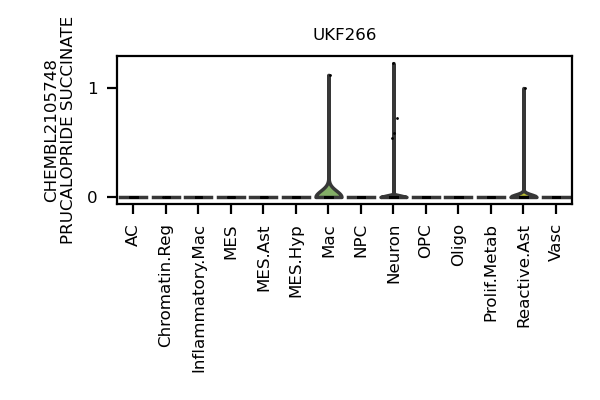 UKF266
CHEMBL2105748
PRUCALOPRIDE SUCCINATE
1
0
AC
Chromatin.Reg
Inflammatory.Mac
MES
MES.Ast
MES.Hyp
Mac
NPC
Neuron
OPC
Oligo
Prolif.Metab
Reactive.Ast
Vasc